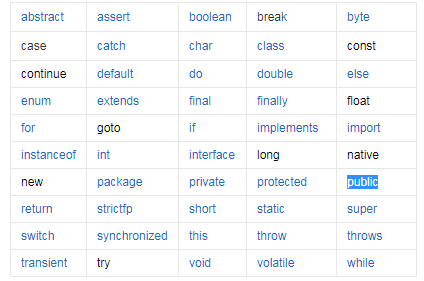 abstract assert boolean break byte
case catch char class const
continue default do double else
enum extends final finally float
for goto if implements import
instanceof int interface long native
new package private protected public
return strictfp short static super
switch synchronized this throw throws
transient try void volatile while